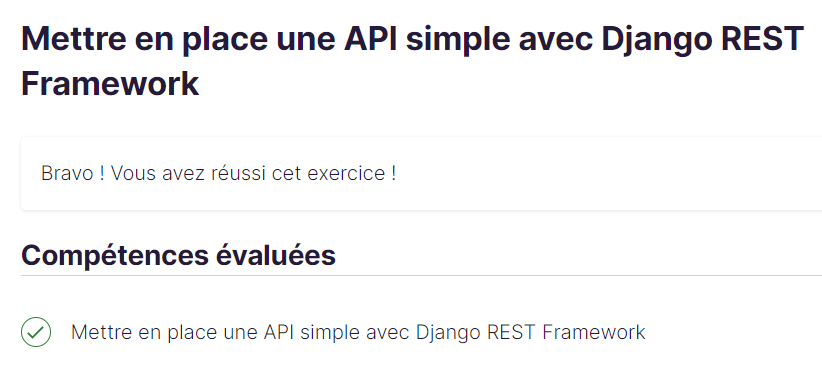 Mettre en place une API simple avec Django REST
Framework
Bravo ! Vous avez réussi cet exercice !
Compétences évaluées
Mettre en place une API simple avec Django REST Framework